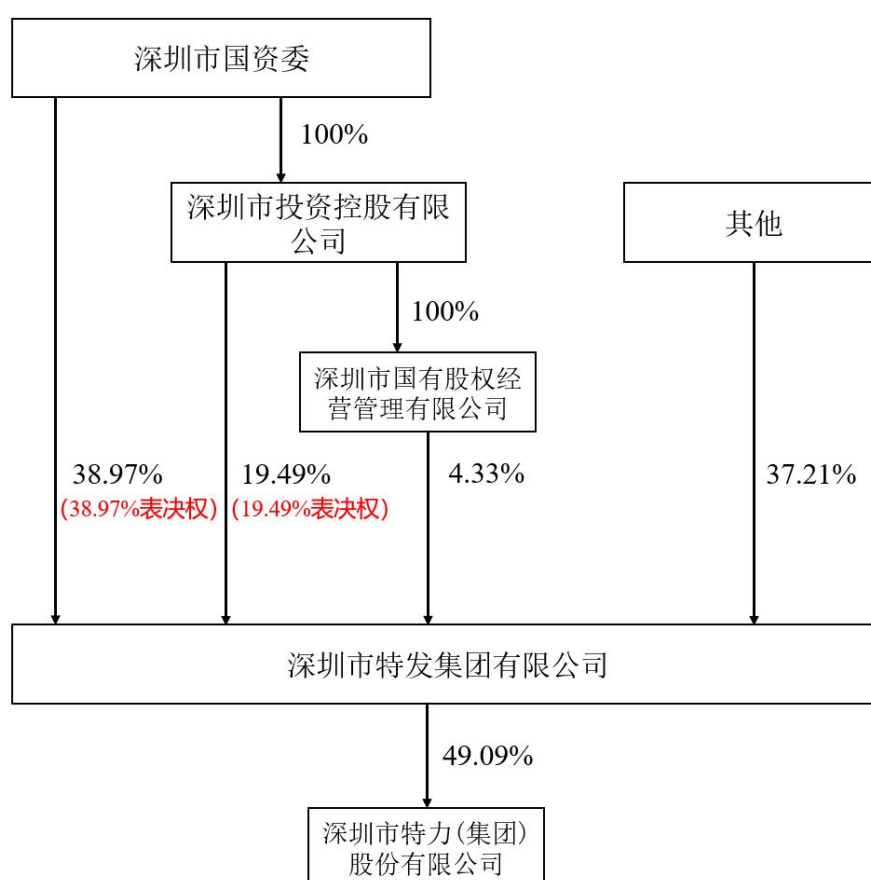 深圳市国资委
100%
深圳市投资控股有限
公司
其他
100%
深圳市国有股权经
营管理有限公司
38.97%
19.49%
4.33%
37.21%
(38.97%表决权)
(19.49%表决权)
深圳市特发集团有限公司
49.09%
深圳市特力(集团)
股份有限公司